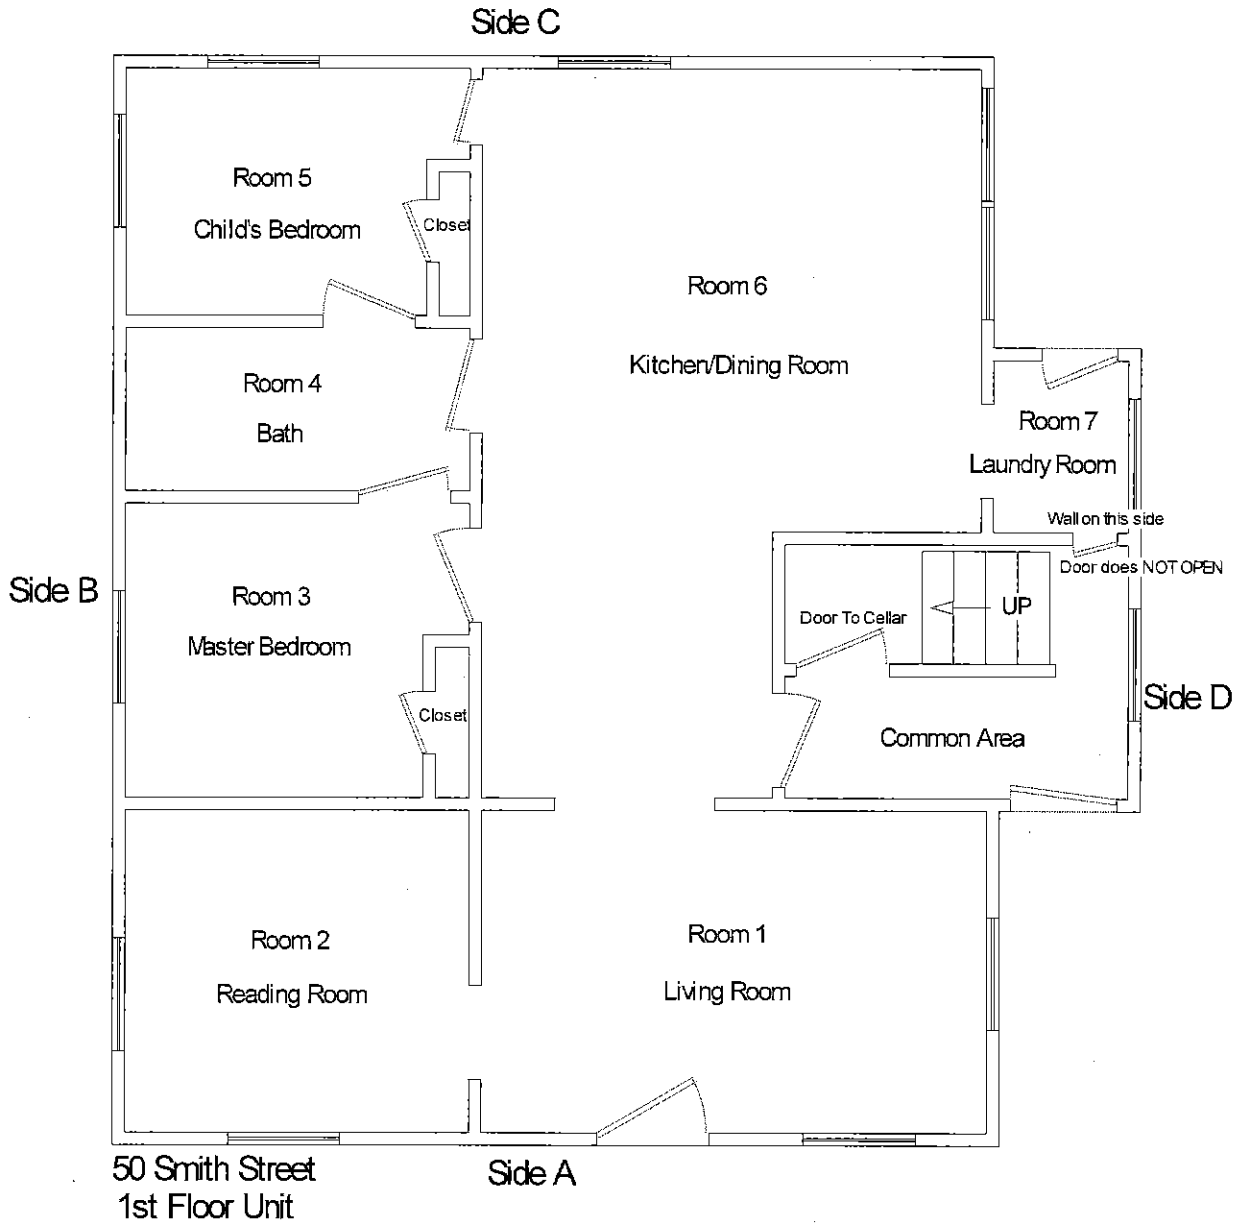 Side C
Room 5
Child's Bedroom
Closet
Room 6
Kitchen/Dining Room
Room 4
Bath
Room 7
Laundry Room
Wall on this side
Door does NOT OPEN
Side B
Room 3
Master Bedroom
Closet
Door To Cellar
UP
Side D
Common Area
Room 2
Reading Room
Room 1
Living Room
50 Smith Street
1st Floor Unit
Side A